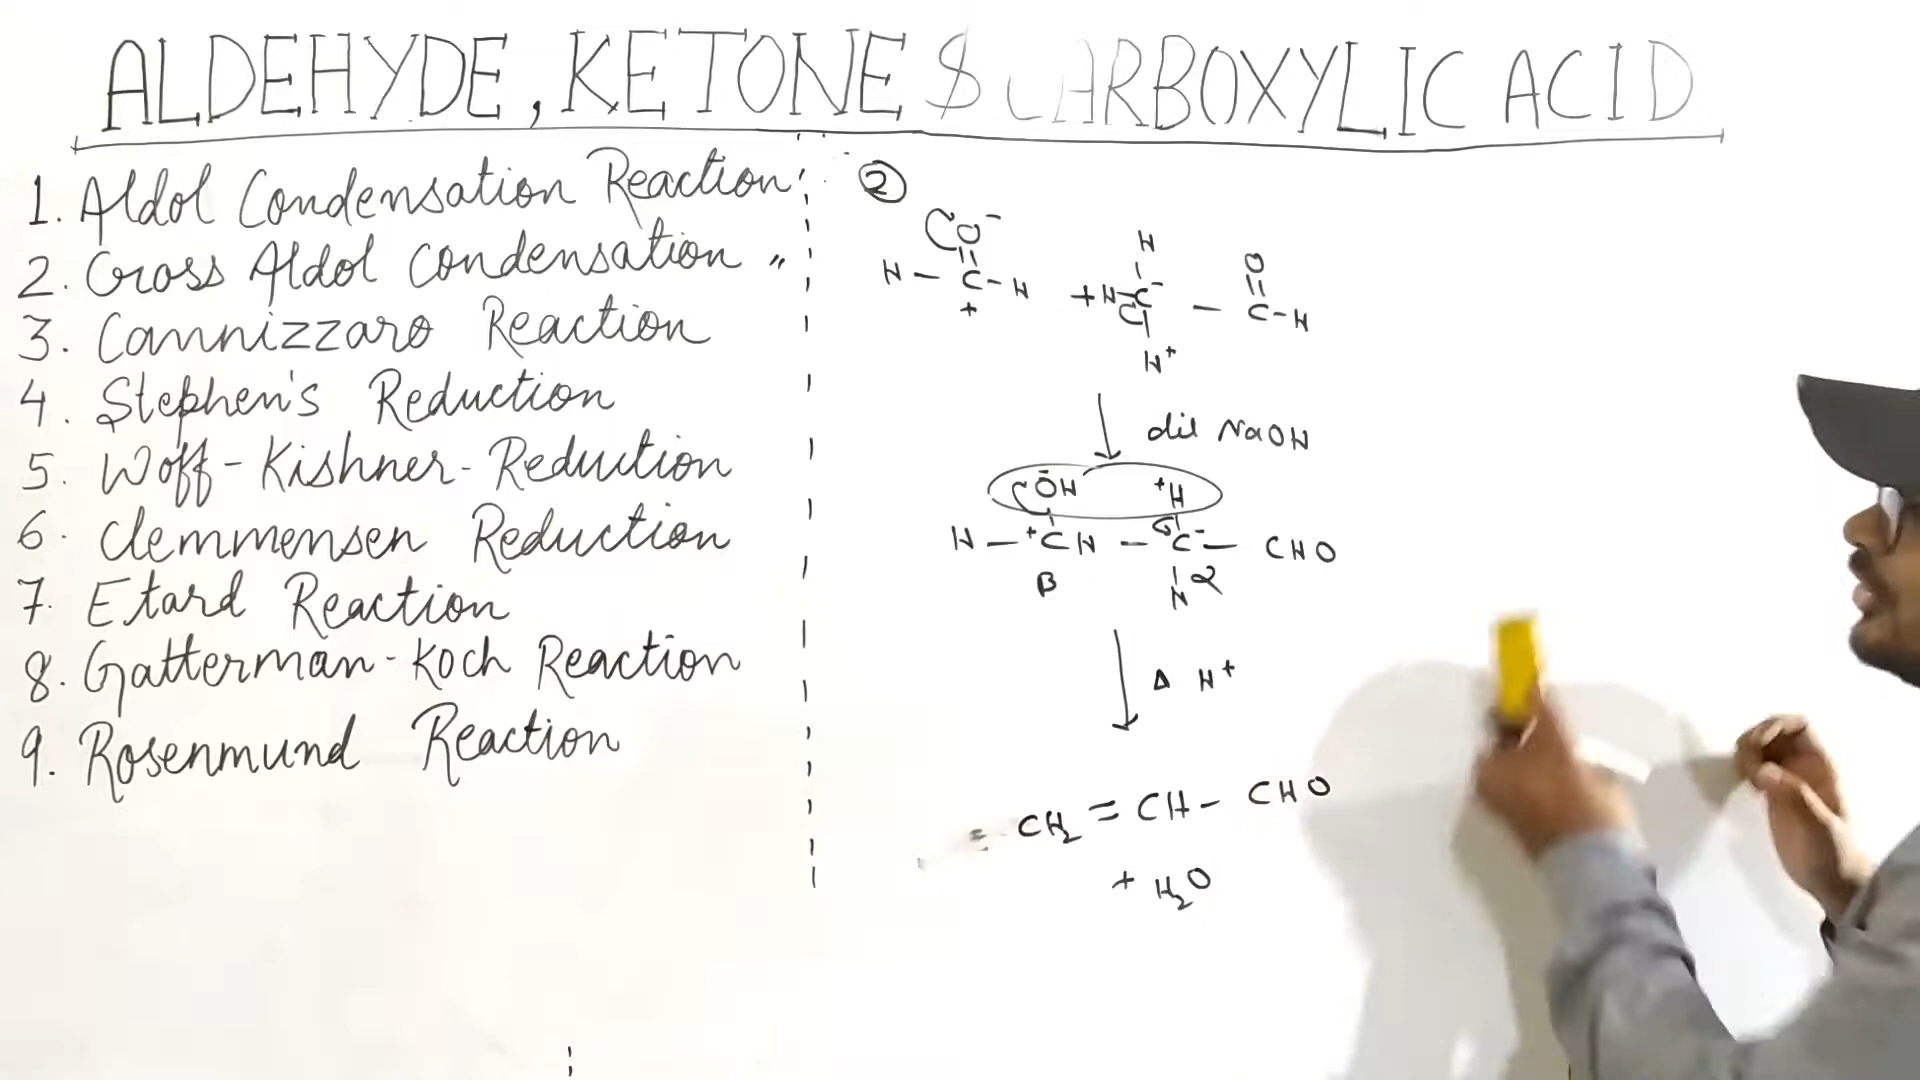 ALDEHYDE, KETONE $ CARBOXYLIC ACID
1. Aldol Condensation Reaction
2. Cross Aldol Condensation "
3. Cannizzaro Reaction
4. Stephen's Reduction
5. Woff-Kishner-Reduction
6. Clemmensen Reduction
7. Etard Reaction
8. Gatterman-Koch Reaction
9. Rosenmund Reaction
②
O⁻ H O
H — C - H + H - C⁻ — C - H
+ H⁺
dil NaOH
ŌH ⁺H
H — ⁺CH — C⁻ — CHO
β H α
Δ H⁺
= CH₂ = CH - CHO
+ H₂O